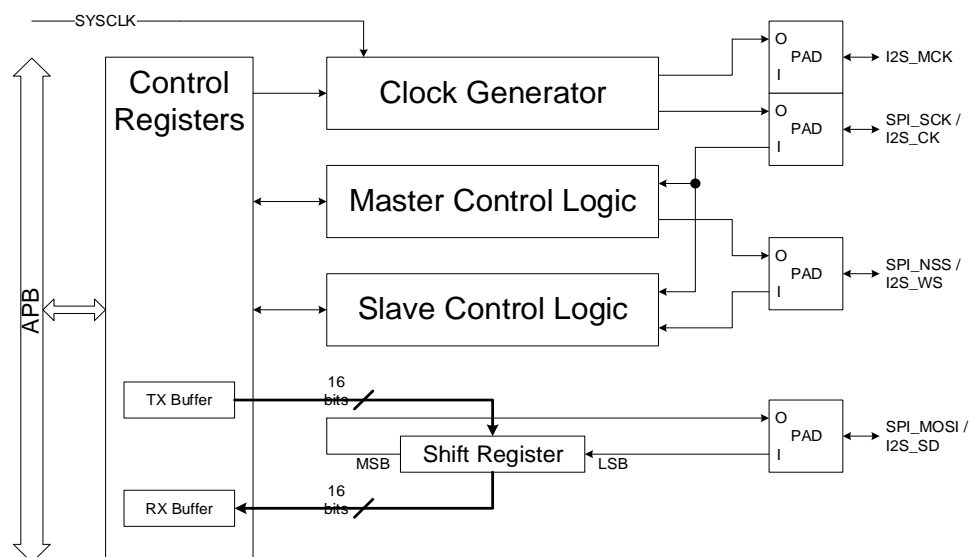 SYSCLK
Control
Registers
Clock Generator
O
PAD
I
I2S_MCK
O
PAD
I
SPI_SCK /
I2S_CK
Master Control Logic
O
PAD
I
SPI_NSS /
I2S_WS
Slave Control Logic
APB
TX Buffer
16
bits
O
PAD
I
SPI_MOSI /
I2S_SD
MSB
Shift Register
LSB
RX Buffer
16
bits